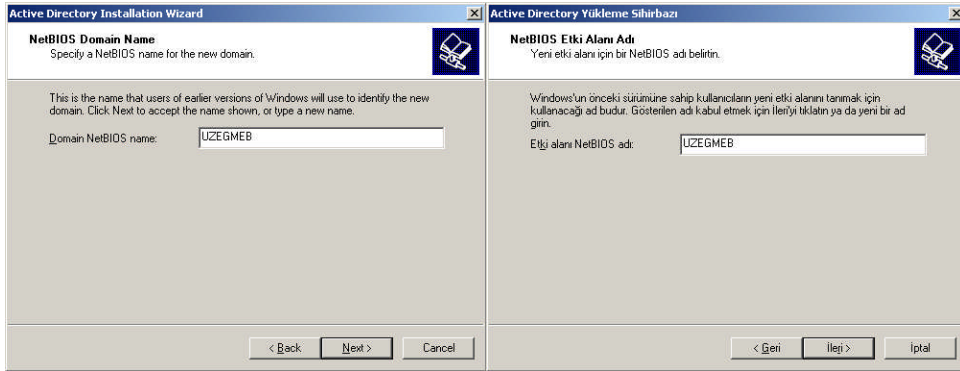 Active Directory Installation Wizard
NetBIOS Domain Name
Specify a NetBIOS name for the new domain.
This is the name that users of earlier versions of Windows will use to identify the new
domain. Click Next to accept the name shown, or type a new name.
Domain NetBIOS name:
UZEGMEB
< Back
Next >
Cancel
Active Directory Yükleme Sihirbazı
NetBIOS Etki Alanı Adı
Yeni etki alanı için bir NetBIOS adı belirtin.
Windows'un önceki sürümüne sahip kullanıcıların yeni etki alanını tanımak için
kullanacağı ad budur. Gösterilen adı kabul etmek için İleri'yi tıklatın ya da yeni bir ad
girin.
Etki alanı NetBIOS adı:
UZEGMEB
< Geri
İleri >
İptal